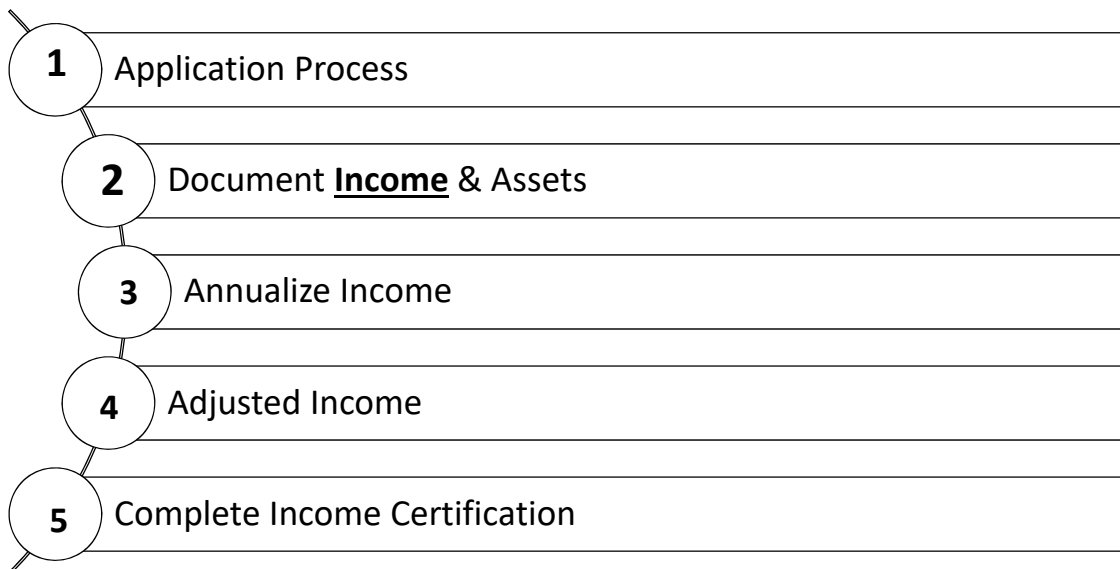 1 Application Process
2 Document Income & Assets
3 Annualize Income
4 Adjusted Income
5 Complete Income Certification